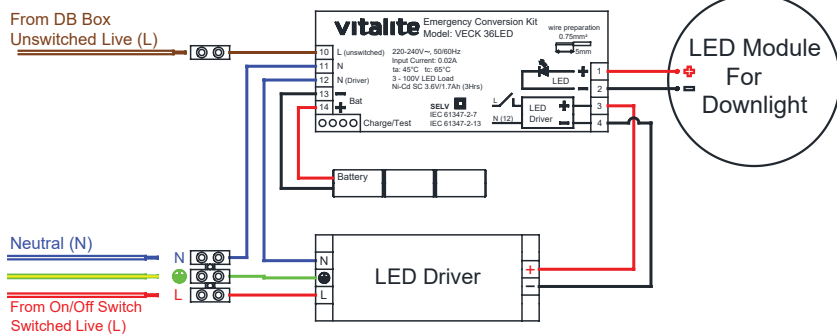 From DB Box
Unswitched Live (L)
vitalite Emergency Conversion Kit
Model: VECK 36LED
wire preparation
0.75mm²
5mm
10 L (unswitched)
11 N
12 N (Driver)
13 −
14 +
Bat
Charge/Test
220-240V~, 50/60Hz
Input Current: 0.02A
ta: 45°C tc: 65°C
3 - 100V LED Load
Ni-Cd SC 3.6V/1.7Ah (3Hrs)
SELV
IEC 61347-2-7
IEC 61347-2-13
LED
+ 1
− 2
L
N (12)
LED
Driver
+ 3
− 4
LED Module
For
Downlight
+
−
Battery
Neutral (N)
N
L
From On/Off Switch
Switched Live (L)
N
L
LED Driver
+
−